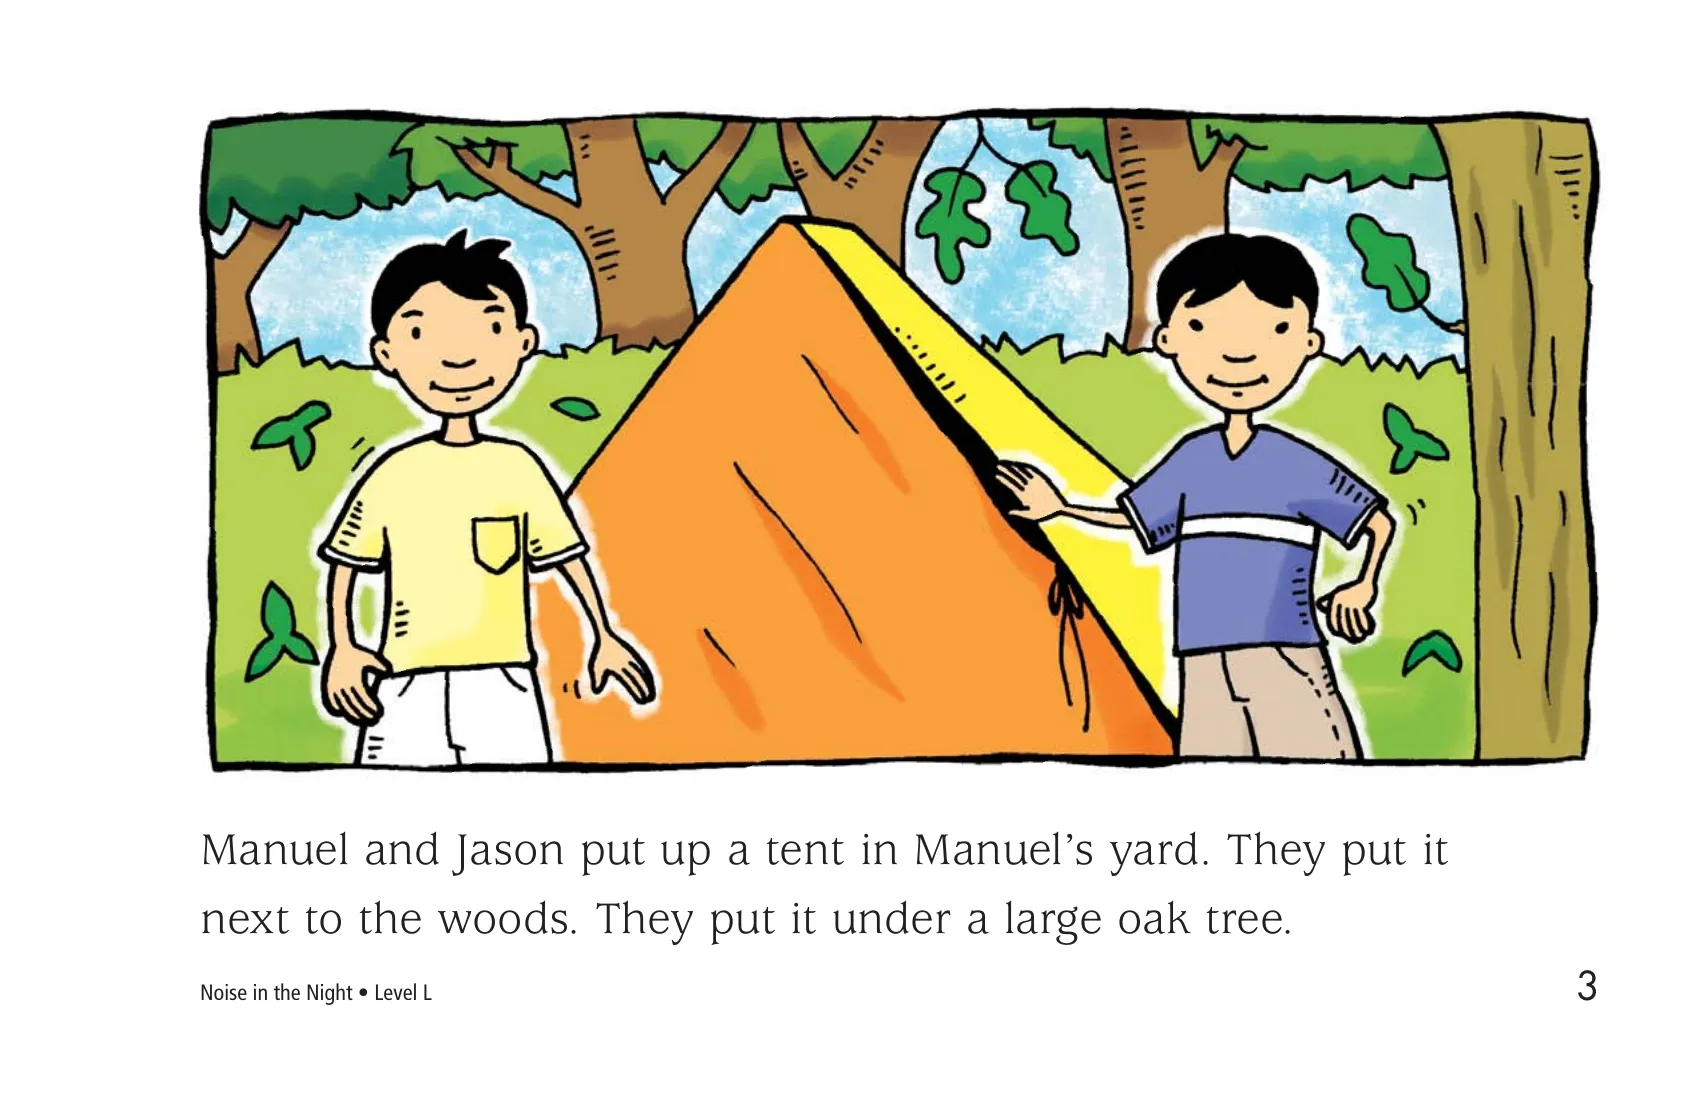 Manuel and Jason put up a tent in Manuel’s yard. They put it
next to the woods. They put it under a large oak tree.
Noise in the Night • Level L
3